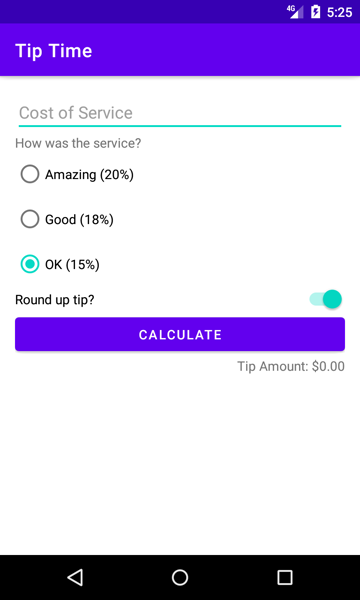 4G 5:25
Tip Time
Cost of Service
How was the service?
Amazing (20%)
Good (18%)
OK (15%)
Round up tip?
CALCULATE
Tip Amount: $0.00